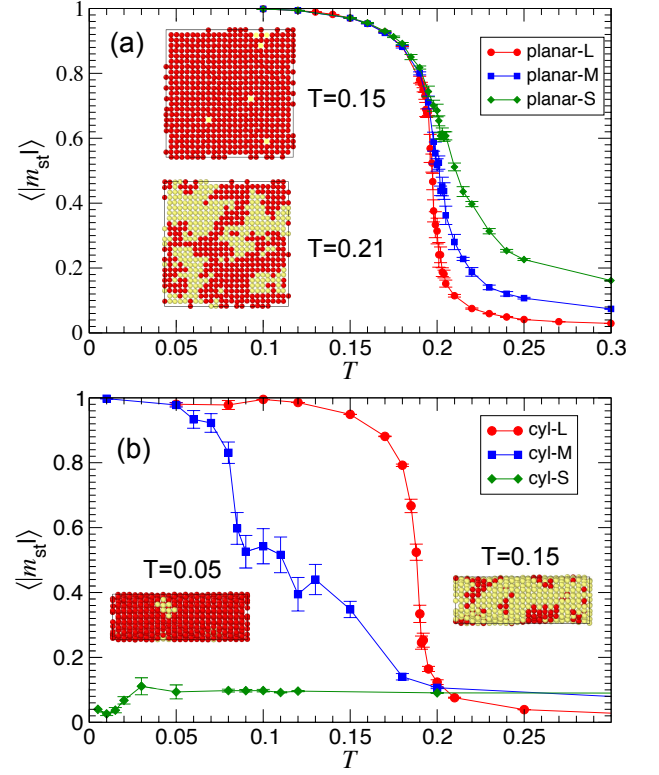 (a)
T=0.15
T=0.21
planar-L
planar-M
planar-S
⟨|m_st|⟩
1
0.8
0.6
0.4
0.2
0
0 0.05 0.1 0.15 0.2 0.25 0.3
T
(b)
T=0.05
T=0.15
cyl-L
cyl-M
cyl-S
⟨|m_st|⟩
1
0.8
0.6
0.4
0.2
0
0 0.05 0.1 0.15 0.2 0.25 0.3
T